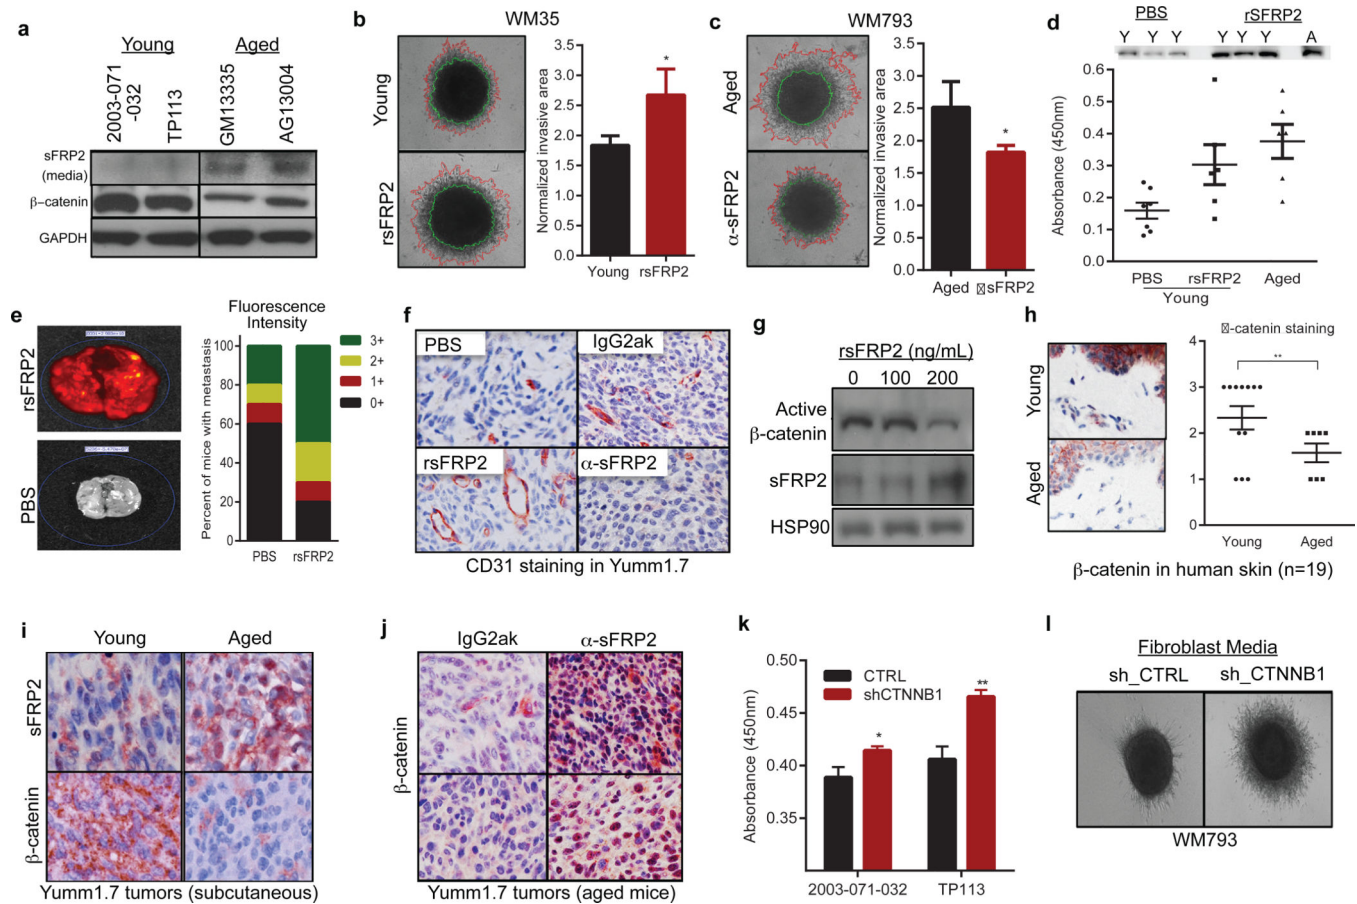 a
Young
Aged
2003-071
-032
TP113
GM13335
AG13004
sFRP2
(media)
β-catenin
GAPDH
b
WM35
Young
rsFRP2
Normalized invasive area
3.5
3.0
2.5
2.0
1.5
1.0
0.5
0.0
*
Young
rsFRP2
c
WM793
Aged
α-sFRP2
Normalized invasive area
4.0
3.5
3.0
2.5
2.0
1.5
1.0
0.5
0.0
*
Aged
sFRP2
d
PBS
rSFRP2
Y Y Y
Y Y Y
A
Absorbance (450nm)
0.6
0.5
0.4
0.3
0.2
0.1
0.0
PBS
rsFRP2
Aged
Young
e
rsFRP2
PBS
Fluorescence
Intensity
Percent of mice with metastasis
100
80
60
40
20
0
3+
2+
1+
0+
PBS
rsFRP2
f
PBS
IgG2ak
rsFRP2
α-sFRP2
CD31 staining in Yumm1.7
g
rsFRP2 (ng/mL)
0 100 200
Active
β-catenin
sFRP2
HSP90
h
Young
Aged
-catenin staining
**
4
3
2
1
0
Young
Aged
β-catenin in human skin (n=19)
i
Young
Aged
sFRP2
β-catenin
Yumm1.7 tumors (subcutaneous)
j
IgG2ak
α-sFRP2
β-catenin
Yumm1.7 tumors (aged mice)
k
Absorbance (450nm)
0.50
0.45
0.40
0.35
CTRL
shCTNNB1
*
**
2003-071-032
TP113
l
Fibroblast Media
sh_CTRL
sh_CTNNB1
WM793